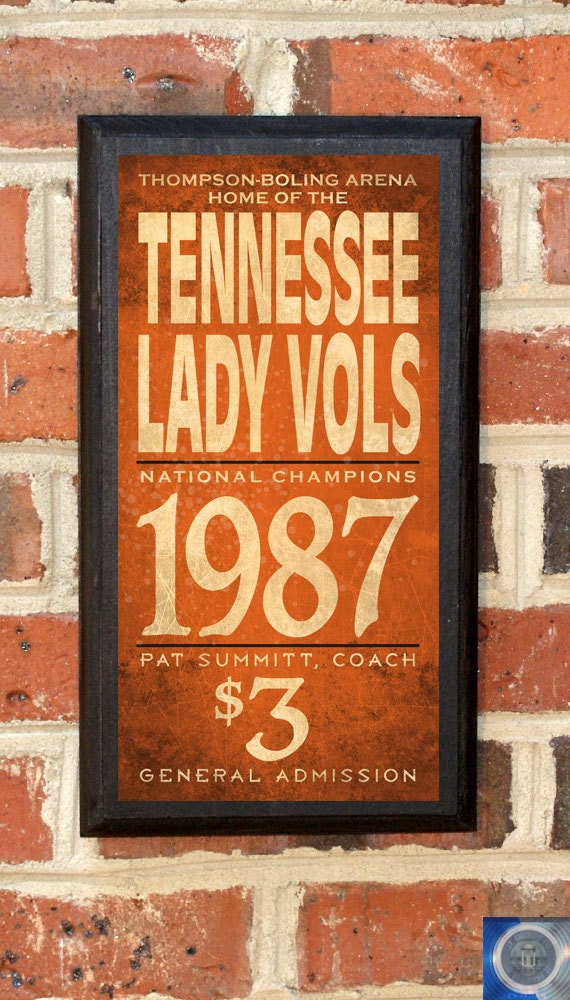 THOMPSON-BOLING ARENA
HOME OF THE
TENNESSEE
LADY VOLS
NATIONAL CHAMPIONS
1987
PAT SUMMITT, COACH
$3
GENERAL ADMISSION